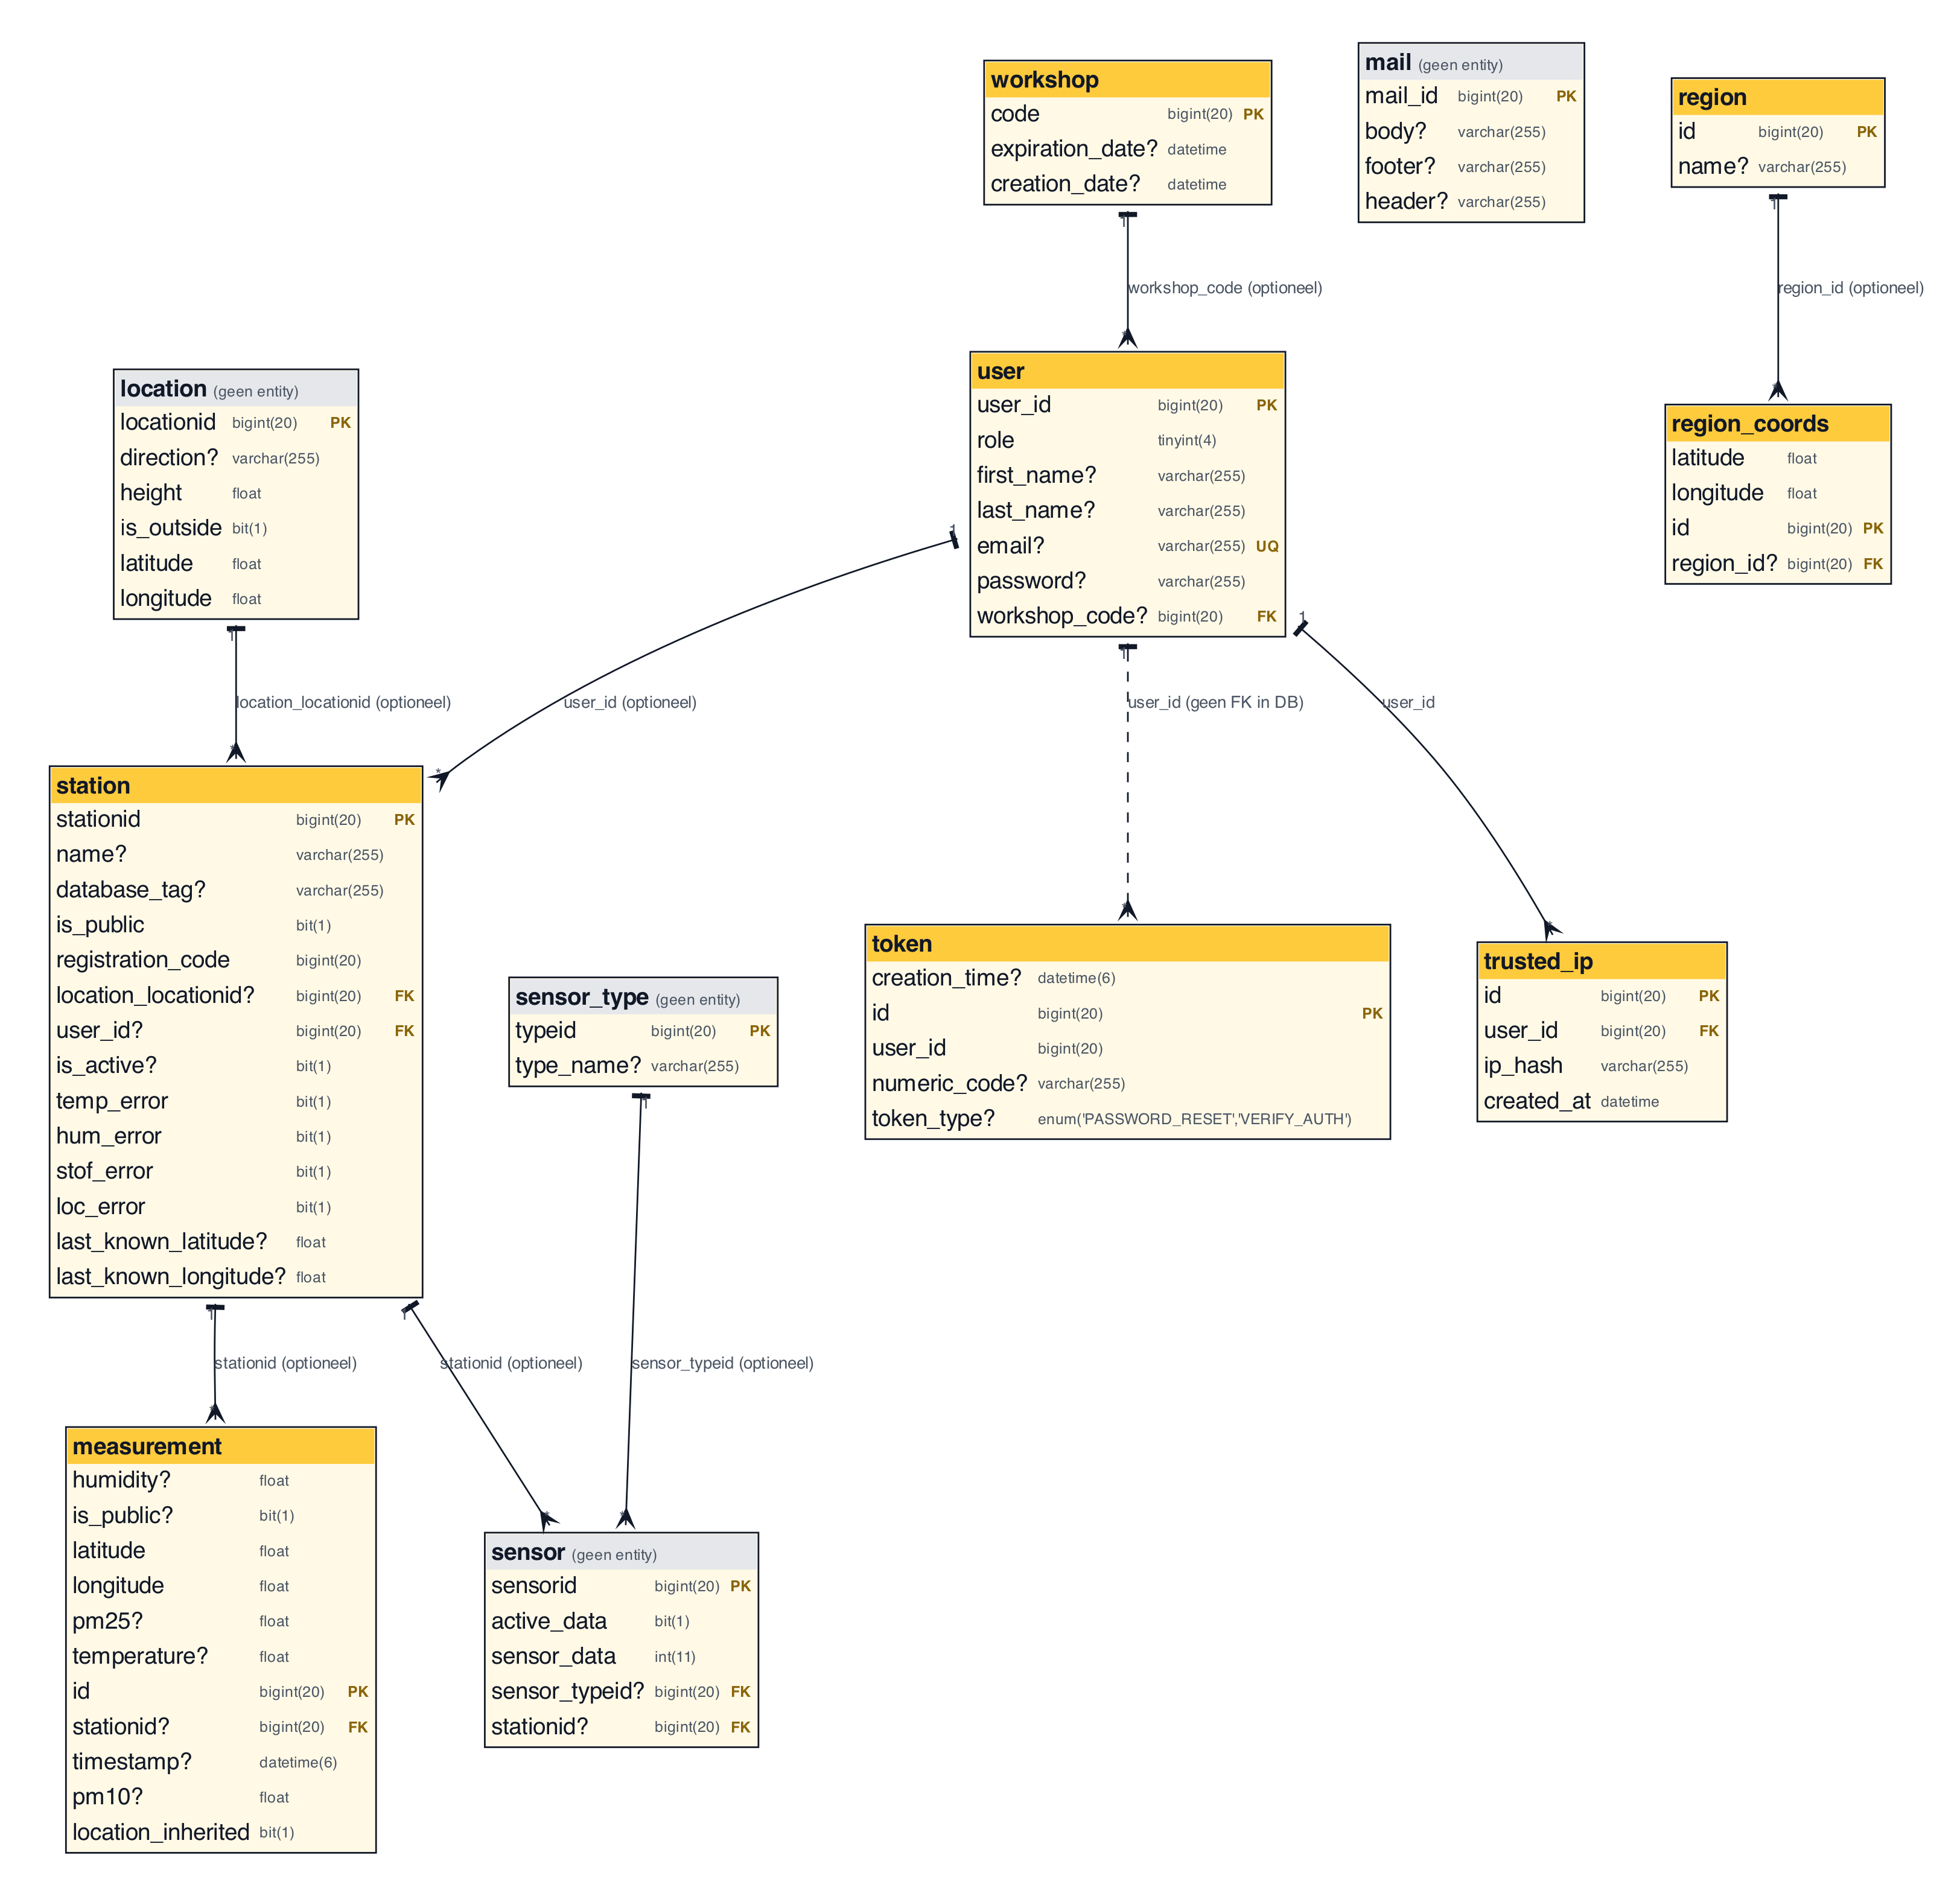 workshop
code bigint(20) PK
expiration_date? datetime
creation_date? datetime
mail (geen entity)
mail_id bigint(20) PK
body? varchar(255)
footer? varchar(255)
header? varchar(255)
region
id bigint(20) PK
name? varchar(255)
1
workshop_code (optioneel)
*
1
region_id (optioneel)
*
location (geen entity)
locationid bigint(20) PK
direction? varchar(255)
height float
is_outside bit(1)
latitude float
longitude float
user
user_id bigint(20) PK
role tinyint(4)
first_name? varchar(255)
last_name? varchar(255)
email? varchar(255) UQ
password? varchar(255)
workshop_code? bigint(20) FK
region_coords
latitude float
longitude float
id bigint(20) PK
region_id? bigint(20) FK
1
location_locationid (optioneel)
*
1
user_id (optioneel)
*
1
user_id (geen FK in DB)
*
1
user_id
*
station
stationid bigint(20) PK
name? varchar(255)
database_tag? varchar(255)
is_public bit(1)
registration_code bigint(20)
location_locationid? bigint(20) FK
user_id? bigint(20) FK
is_active? bit(1)
temp_error bit(1)
hum_error bit(1)
stof_error bit(1)
loc_error bit(1)
last_known_latitude? float
last_known_longitude? float
sensor_type (geen entity)
typeid bigint(20) PK
type_name? varchar(255)
token
creation_time? datetime(6)
id bigint(20) PK
user_id bigint(20)
numeric_code? varchar(255)
token_type? enum('PASSWORD_RESET','VERIFY_AUTH')
trusted_ip
id bigint(20) PK
user_id bigint(20) FK
ip_hash varchar(255)
created_at datetime
1
stationid (optioneel)
*
1
stationid (optioneel)
*
1
sensor_typeid (optioneel)
*
measurement
humidity? float
is_public? bit(1)
latitude float
longitude float
pm25? float
temperature? float
id bigint(20) PK
stationid? bigint(20) FK
timestamp? datetime(6)
pm10? float
location_inherited bit(1)
sensor (geen entity)
sensorid bigint(20) PK
active_data bit(1)
sensor_data int(11)
sensor_typeid? bigint(20) FK
stationid? bigint(20) FK